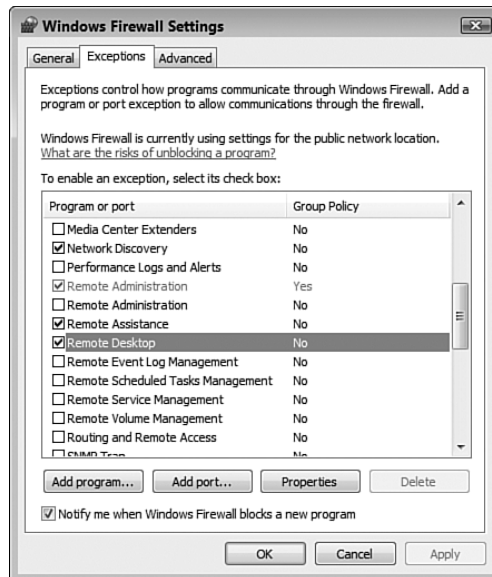 Windows Firewall Settings
General Exceptions Advanced
Exceptions control how programs communicate through Windows Firewall. Add a
program or port exception to allow communications through the firewall.
Windows Firewall is currently using settings for the public network location.
What are the risks of unblocking a program?
To enable an exception, select its check box:
Program or port Group Policy
Media Center Extenders No
Network Discovery No
Performance Logs and Alerts No
Remote Administration Yes
Remote Administration No
Remote Assistance No
Remote Desktop No
Remote Event Log Management No
Remote Scheduled Tasks Management No
Remote Service Management No
Remote Volume Management No
Routing and Remote Access No
SNMP Trap No
Add program... Add port... Properties Delete
Notify me when Windows Firewall blocks a new program
OK Cancel Apply